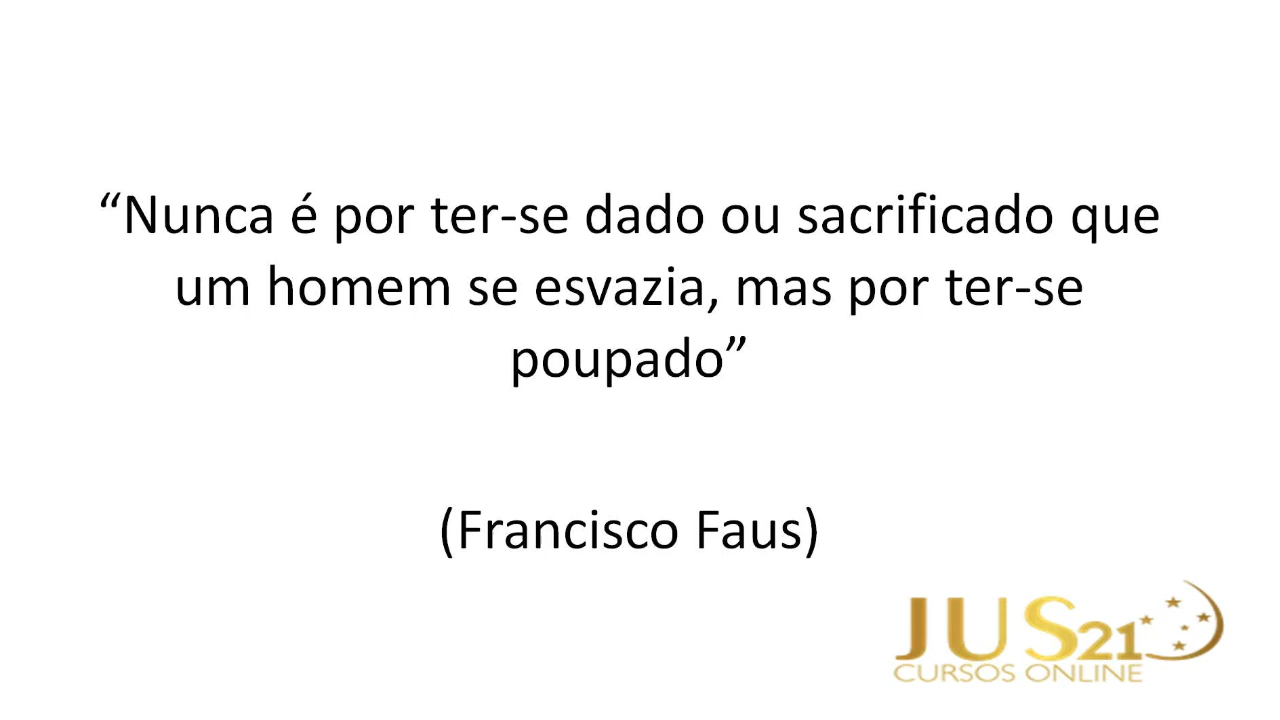 “Nunca é por ter-se dado ou sacrificado que
um homem se esvazia, mas por ter-se
poupado”
(Francisco Faus)
JUS21
CURSOS ONLINE